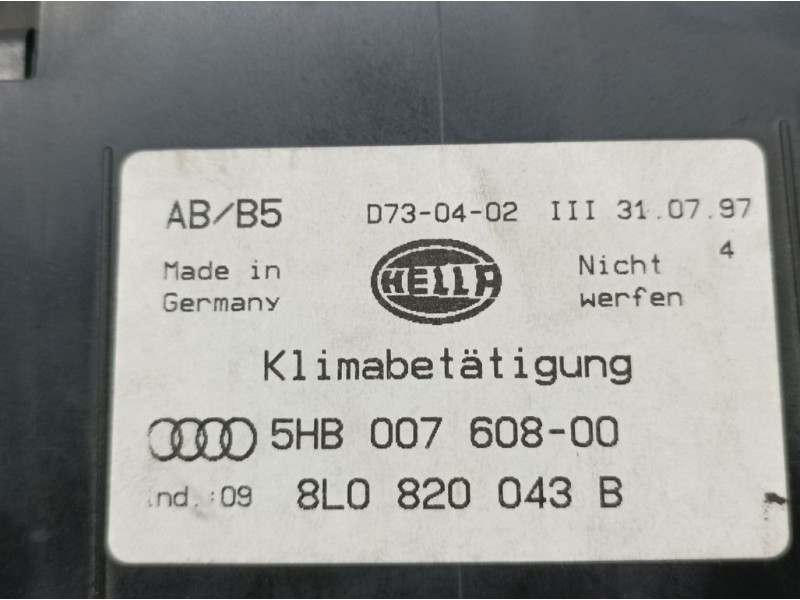 AB/B5 D73-04-02 III 31.07.97
4
Made in Germany
HELLA
Nicht werfen
Klimabetätigung
5HB 007 608-00
ind.:09 8L0 820 043 B